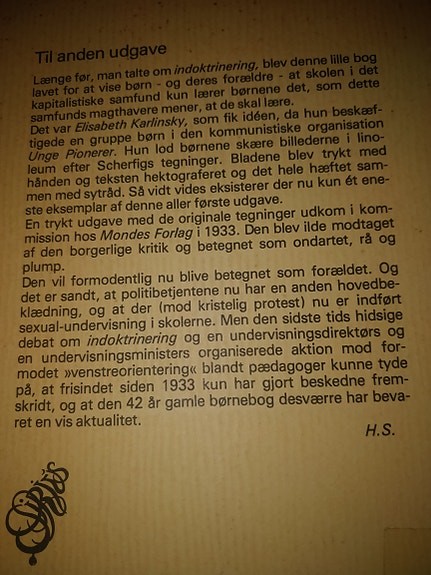 Til anden udgave
Længe før, man talte om indoktrinering, blev denne lille bog
lavet for at vise børn - og deres forældre - at skolen i det
kapitalistiske samfund kun lærer børnene det, som dette
samfunds magthavere mener, at de skal lære.
Det var Elisabeth Karlinsky, som fik idéen, da hun beskæf-
tigede en gruppe børn i den kommunistiske organisation
Unge Pionerer. Hun lod børnene skære billederne i lino-
leum efter Scherfigs tegninger. Bladene blev trykt med
hånden og teksten hektograferet og det hele hæftet sam-
men med sytråd. Så vidt vides eksisterer der nu kun ét ene-
ste eksemplar af denne aller første udgave.
En trykt udgave med de originale tegninger udkom i kom-
mission hos Mondes Forlag i 1933. Den blev ilde modtaget
af den borgerlige kritik og betegnet som ondartet, rå og
plump.
Den vil formodentlig nu blive betegnet som forældet. Og
det er sandt, at politibetjentene nu har en anden hovedbe-
klædning, og at der (mod kristelig protest) nu er indført
sexual-undervisning i skolerne. Men den sidste tids hidsige
debat om indoktrinering og en undervisningsdirektørs og
en undervisningsministers organiserede aktion mod for-
modet »venstreorientering« blandt pædagoger kunne tyde
på, at frisindet siden 1933 kun har gjort beskedne frem-
skridt, og at den 42 år gamle børnebog desværre har beva-
ret en vis aktualitet.
H.S.